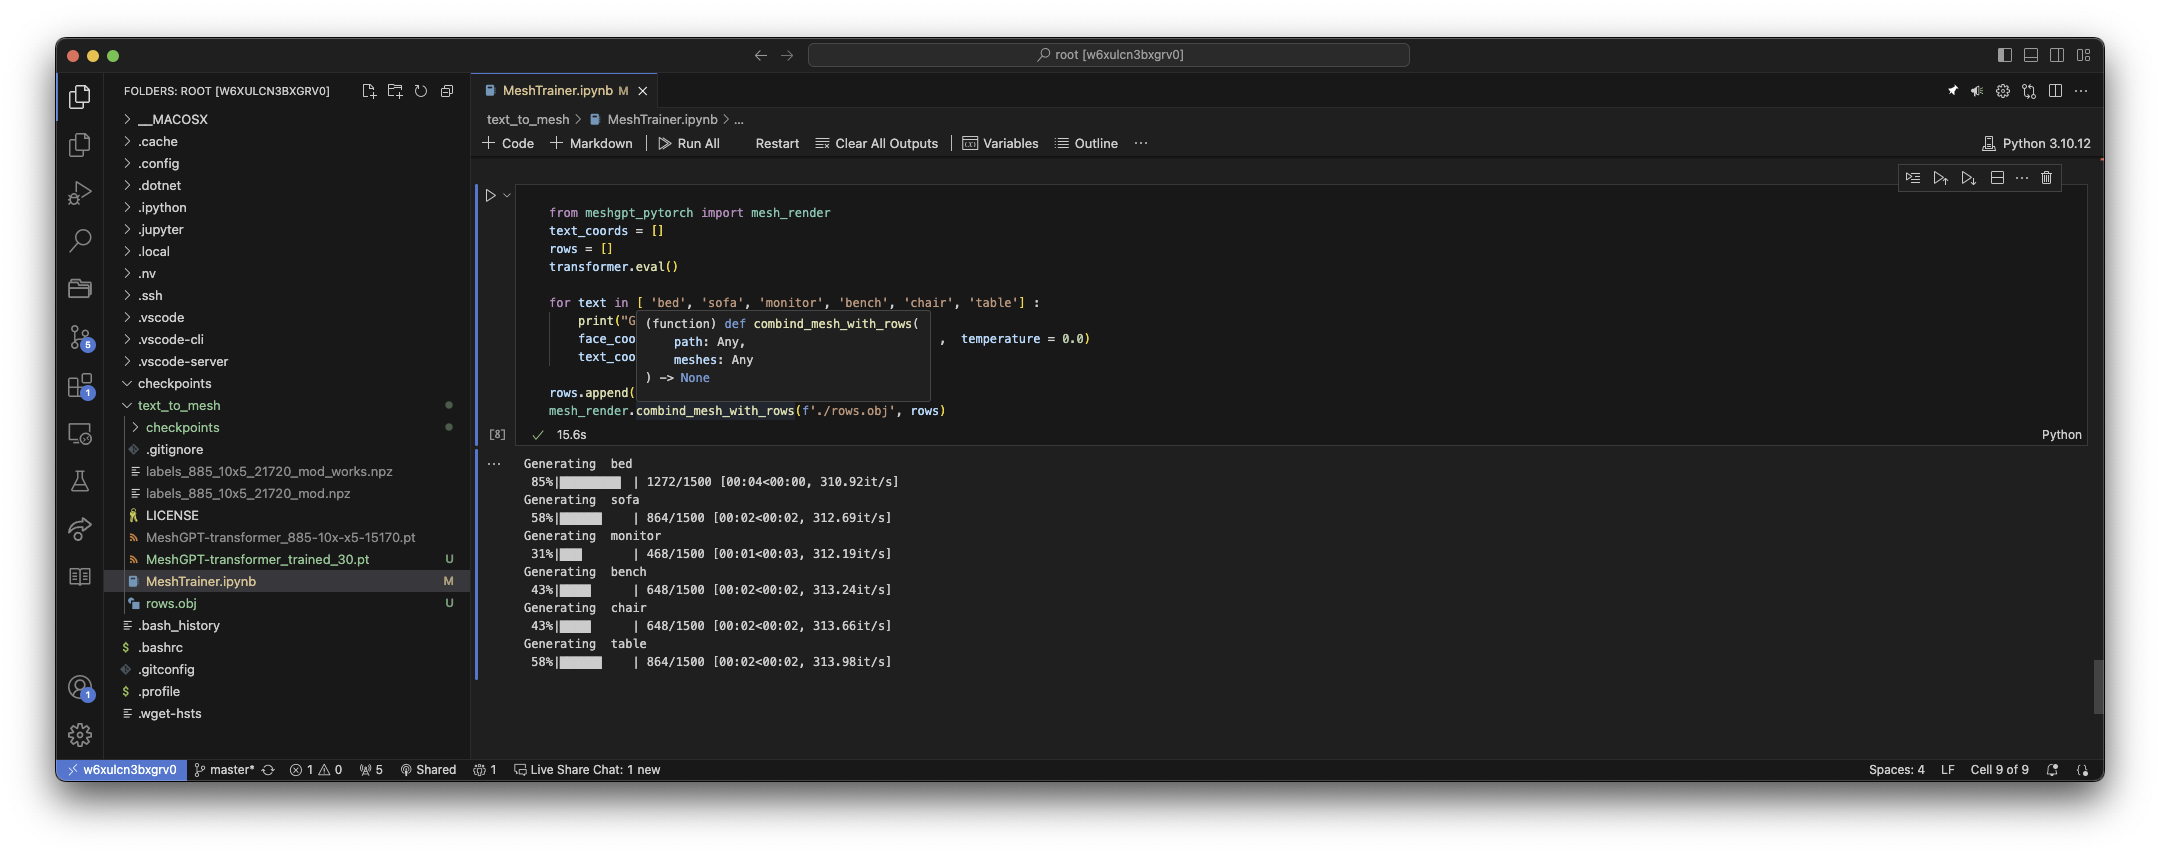 root [w6xulcn3bxgrv0]
FOLDERS: ROOT [W6XULCN3BXGRV0]
__MACOSX
.cache
.config
.dotnet
.ipython
.jupyter
.local
.nv
.ssh
.vscode
.vscode-cli
.vscode-server
checkpoints
text_to_mesh
checkpoints
.gitignore
labels_885_10x5_21720_mod_works.npz
labels_885_10x5_21720_mod.npz
LICENSE
MeshGPT-transformer_885-10x-x5-15170.pt
MeshGPT-transformer_trained_30.pt U
MeshTrainer.ipynb M
rows.obj U
.bash_history
$ .bashrc
.gitconfig
$ .profile
.wget-hsts
5
1
1
MeshTrainer.ipynb M
text_to_mesh > MeshTrainer.ipynb > ...
+ Code + Markdown | Run All Restart Clear All Outputs | Variables Outline ...
Python 3.10.12
from meshgpt_pytorch import mesh_render
text_coords = []
rows = []
transformer.eval()
for text in [ 'bed', 'sofa', 'monitor', 'bench', 'chair', 'table'] :
print("G
face_coo , temperature = 0.0)
text_coo
(function) def combind_mesh_with_rows(
path: Any,
meshes: Any
) -> None
rows.append(
mesh_render.combind_mesh_with_rows(f'./rows.obj', rows)
[8] 15.6s
Python
Generating bed
85%| | 1272/1500 [00:04<00:00, 310.92it/s]
Generating sofa
58%| | 864/1500 [00:02<00:02, 312.69it/s]
Generating monitor
31%| | 468/1500 [00:01<00:03, 312.19it/s]
Generating bench
43%| | 648/1500 [00:02<00:02, 313.24it/s]
Generating chair
43%| | 648/1500 [00:02<00:02, 313.66it/s]
Generating table
58%| | 864/1500 [00:02<00:02, 313.98it/s]
w6xulcn3bxgrv0 master* 1 0 5 Shared 1 Live Share Chat: 1 new
Spaces: 4 LF Cell 9 of 9